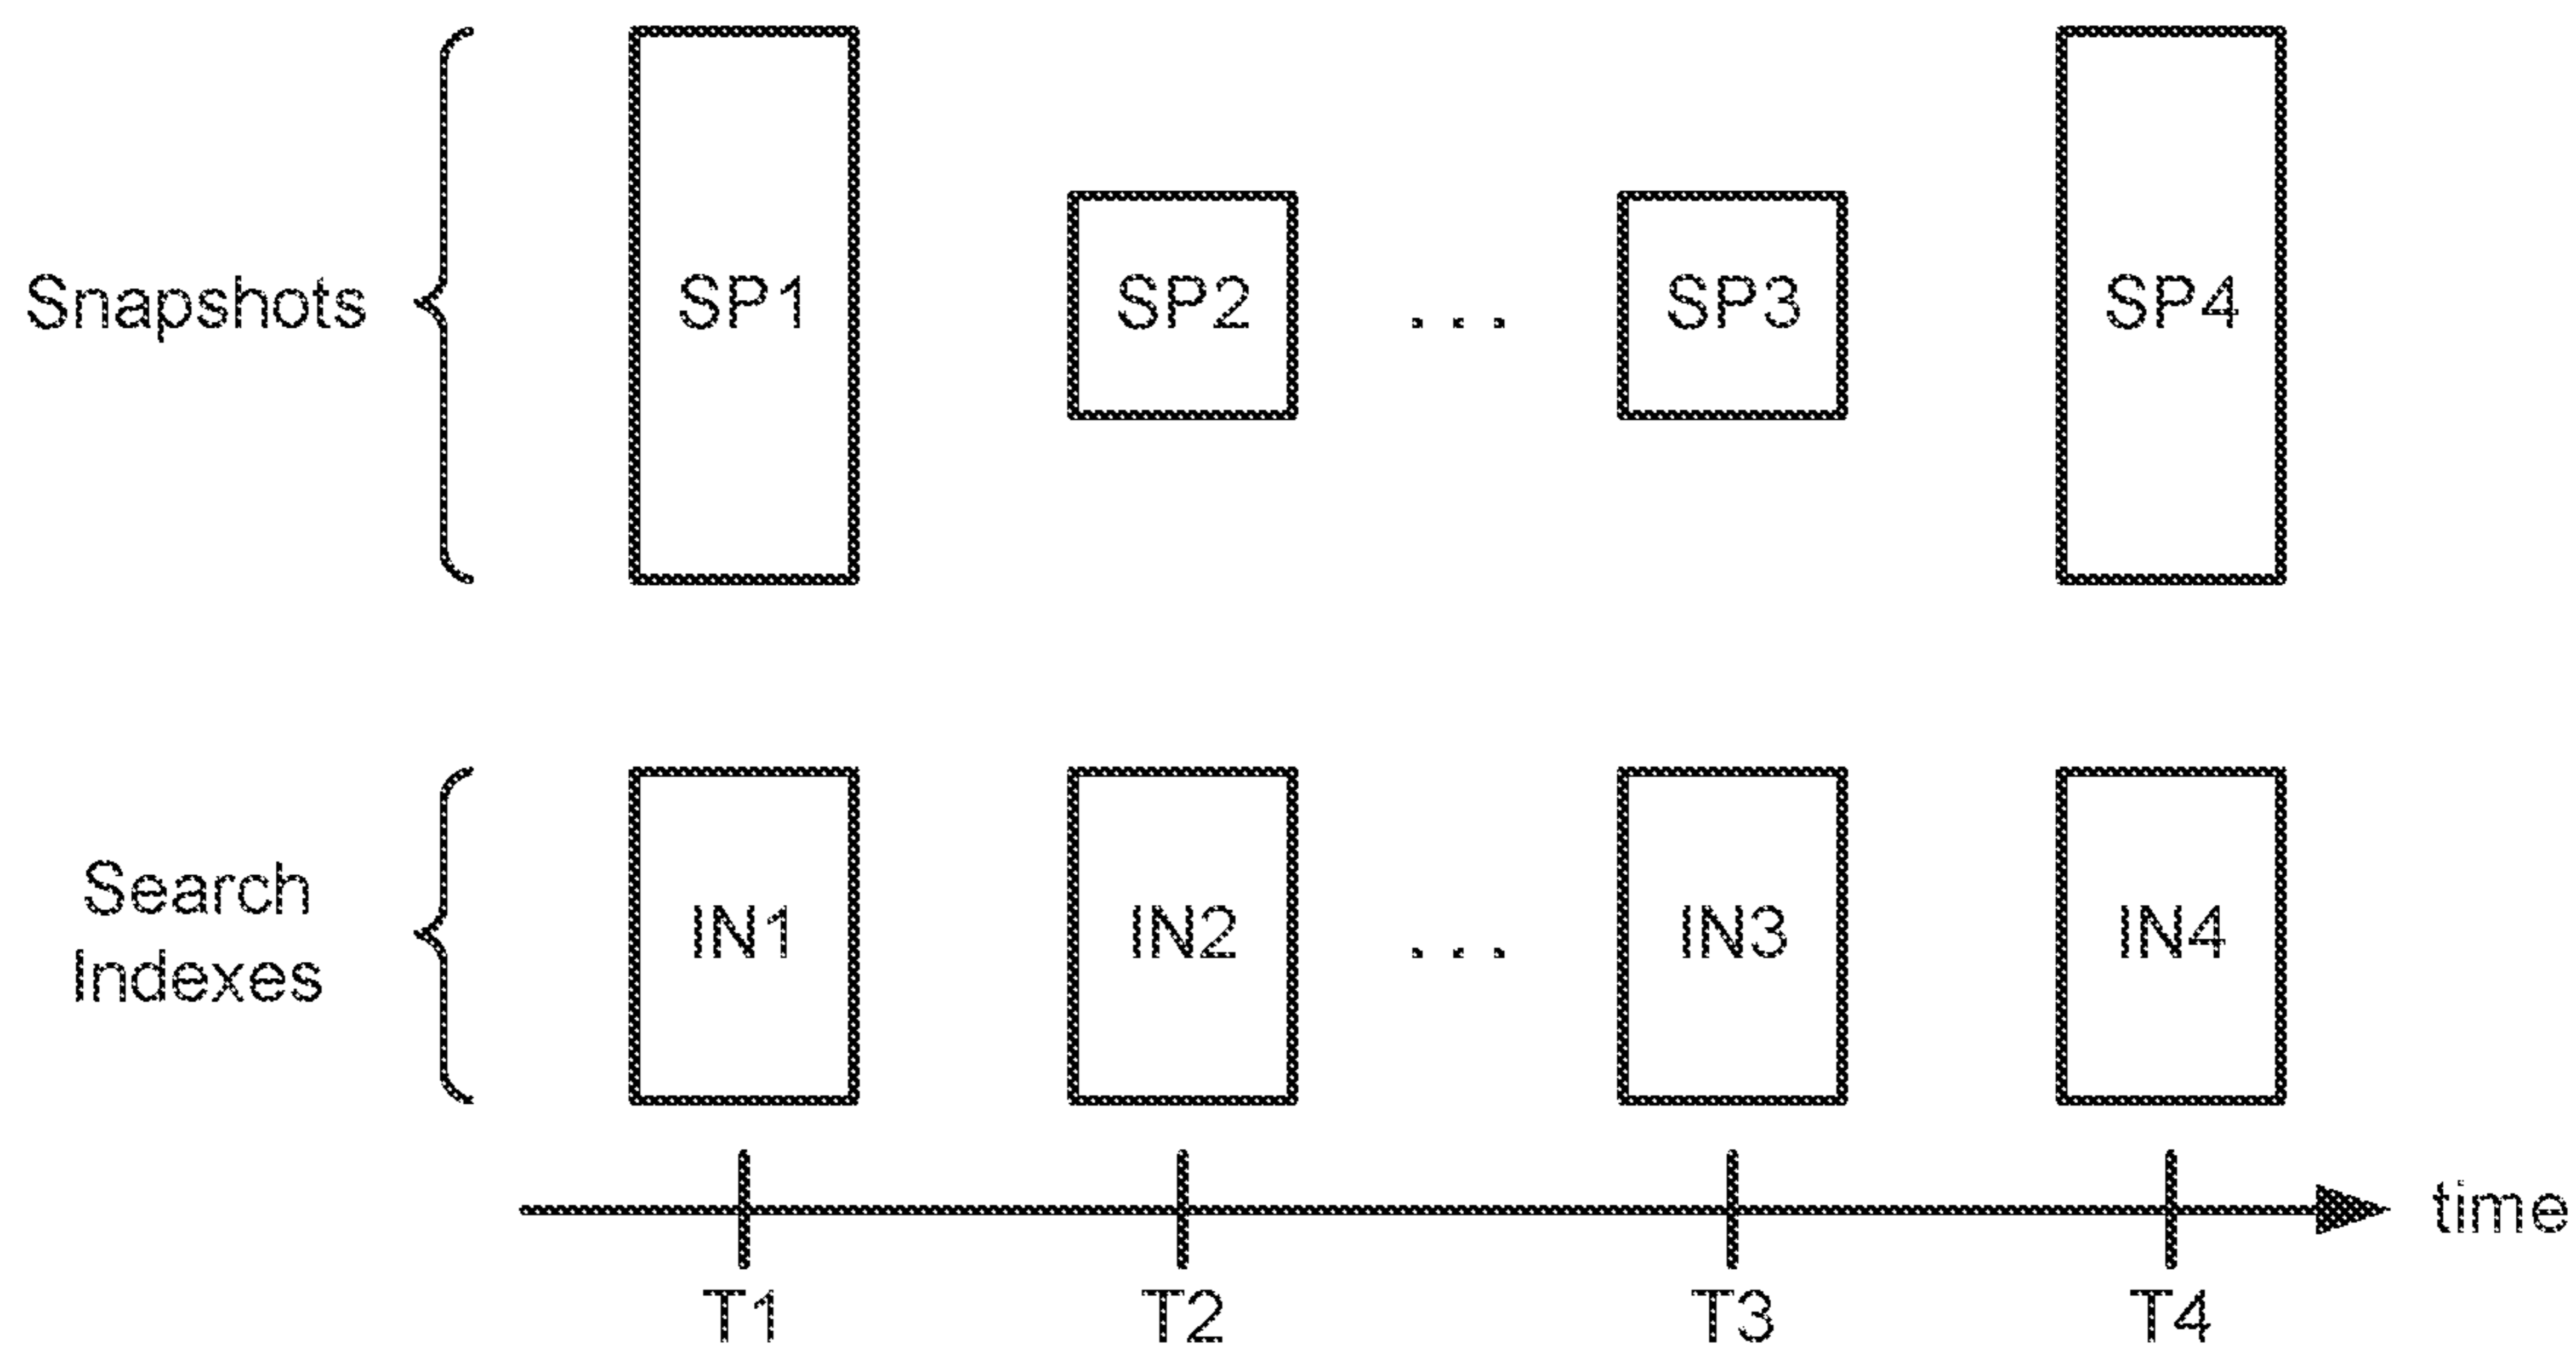 Snapshots
SP1
SP2
...
SP3
SP4
Search
Indexes
IN1
IN2
...
IN3
IN4
time
T1
T2
T3
T4